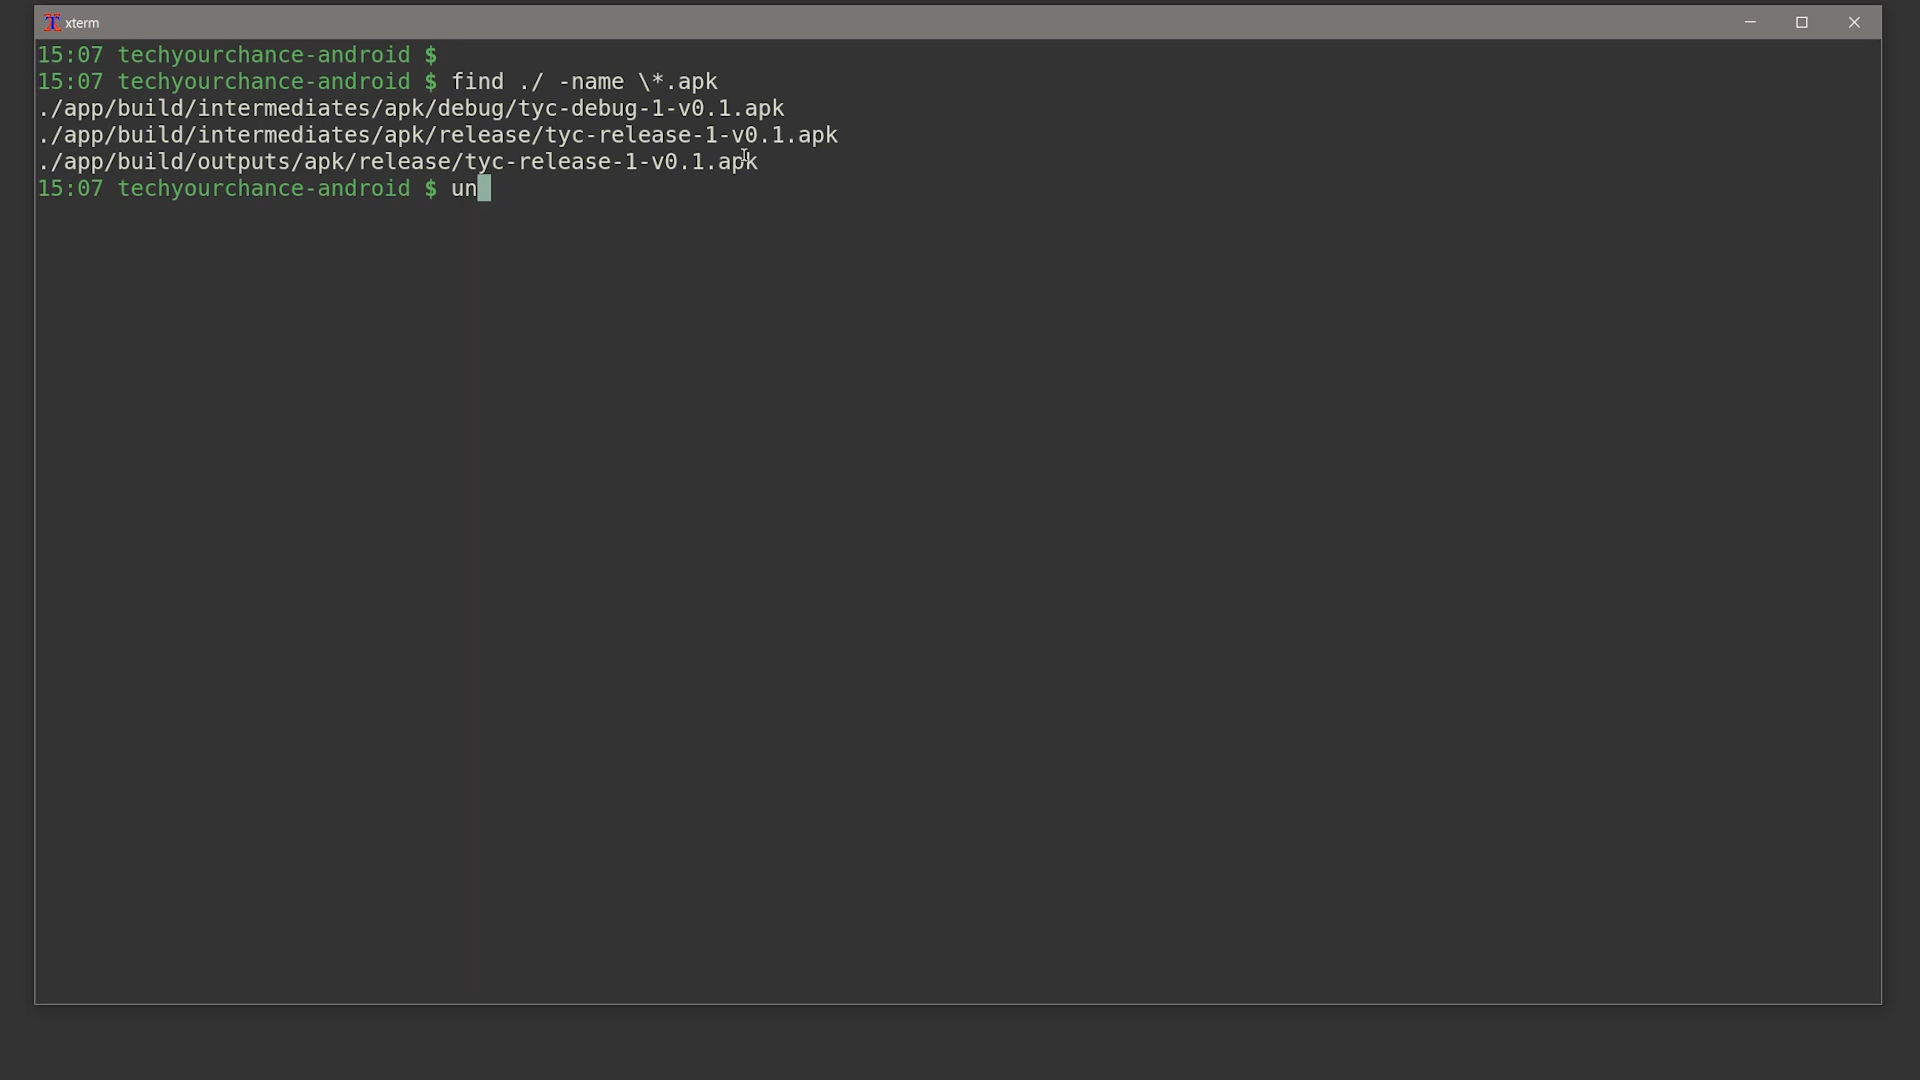 xterm
15:07 techyourchance-android $
15:07 techyourchance-android $ find ./ -name \*.apk
./app/build/intermediates/apk/debug/tyc-debug-1-v0.1.apk
./app/build/intermediates/apk/release/tyc-release-1-v0.1.apk
./app/build/outputs/apk/release/tyc-release-1-v0.1.apk
15:07 techyourchance-android $ un